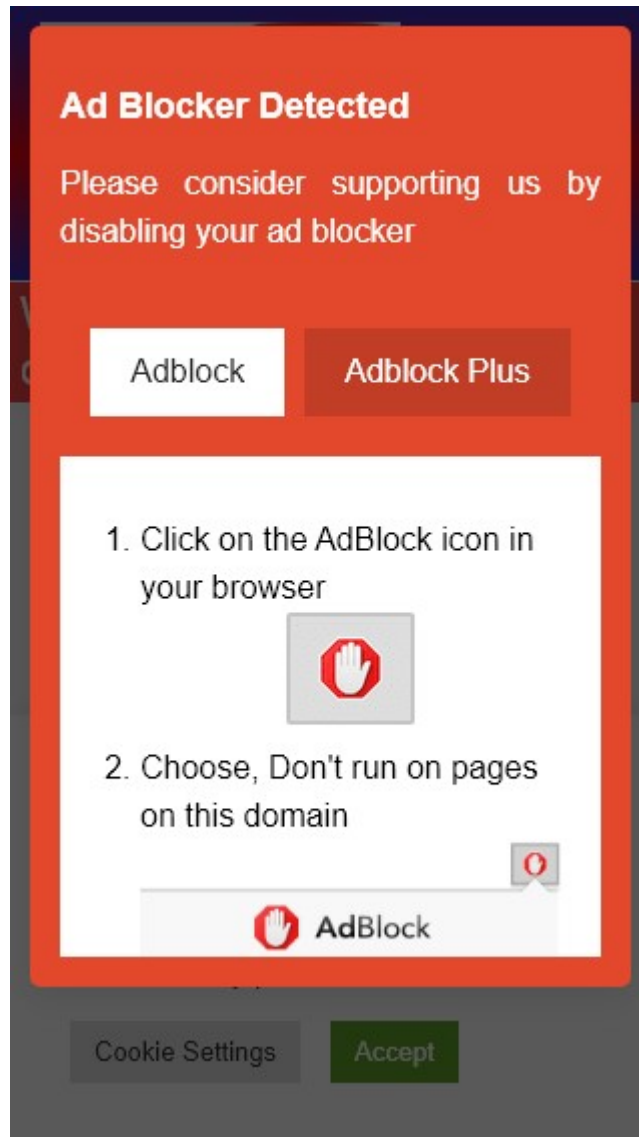 Ad Blocker Detected
Please consider supporting us by
disabling your ad blocker
Adblock
Adblock Plus
1. Click on the AdBlock icon in
your browser
2. Choose, Don't run on pages
on this domain
AdBlock
Cookie Settings
Accept